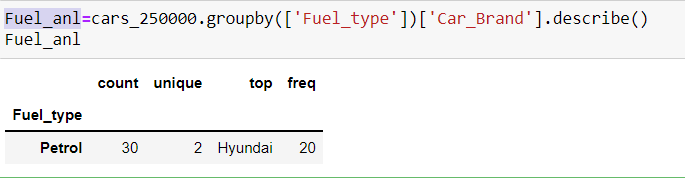 Fuel_anl=cars_250000.groupby(['Fuel_type'])['Car_Brand'].describe()
Fuel_anl
count unique top freq
Fuel_type
Petrol 30 2 Hyundai 20